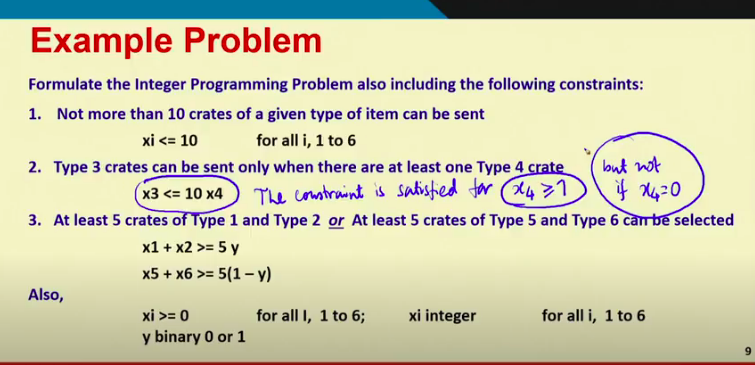 Example Problem
Formulate the Integer Programming Problem also including the following constraints:
1. Not more than 10 crates of a given type of item can be sent
xi <= 10 for all i, 1 to 6
2. Type 3 crates can be sent only when there are at least one Type 4 crate
x3 <= 10 x4 The constraint is satisfied for x4 ≥ 1 but not if x4=0
3. At least 5 crates of Type 1 and Type 2 or At least 5 crates of Type 5 and Type 6 can be selected
x1 + x2 >= 5 y
x5 + x6 >= 5(1 – y)
Also,
xi >= 0 for all I, 1 to 6; xi integer for all i, 1 to 6
y binary 0 or 1
9